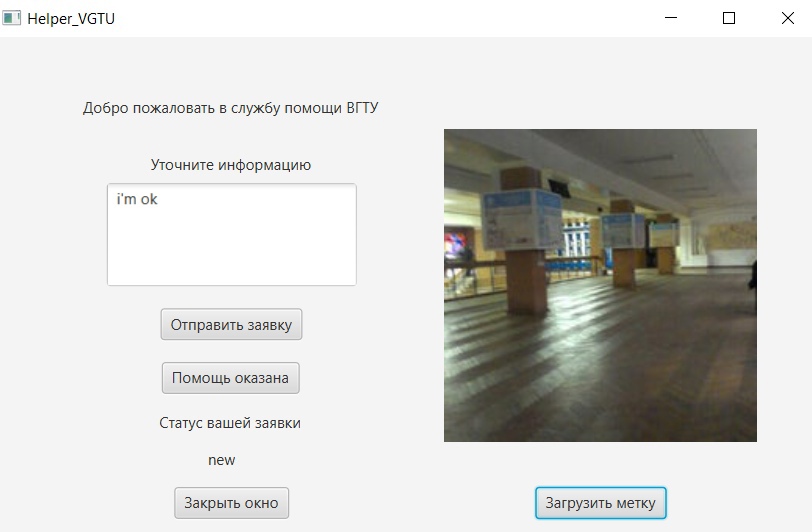 Helper_VGTU
Добро пожаловать в службу помощи ВГТУ
Уточните информацию
i'm ok
Отправить заявку
Помощь оказана
Статус вашей заявки
new
Закрыть окно
Загрузить метку